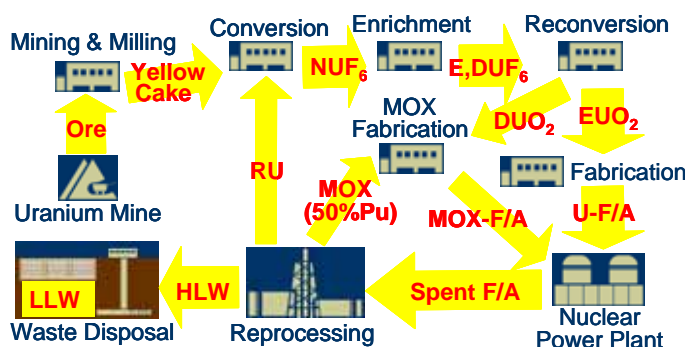 Mining & Milling
Conversion
Enrichment
Reconversion
Yellow
Cake
NUF₆
E,DUF₆
Ore
MOX
Fabrication
DUO₂
EUO₂
RU
MOX
(50%Pu)
Fabrication
Uranium Mine
MOX-F/A
U-F/A
LLW
HLW
Spent F/A
Waste Disposal
Reprocessing
Nuclear
Power Plant